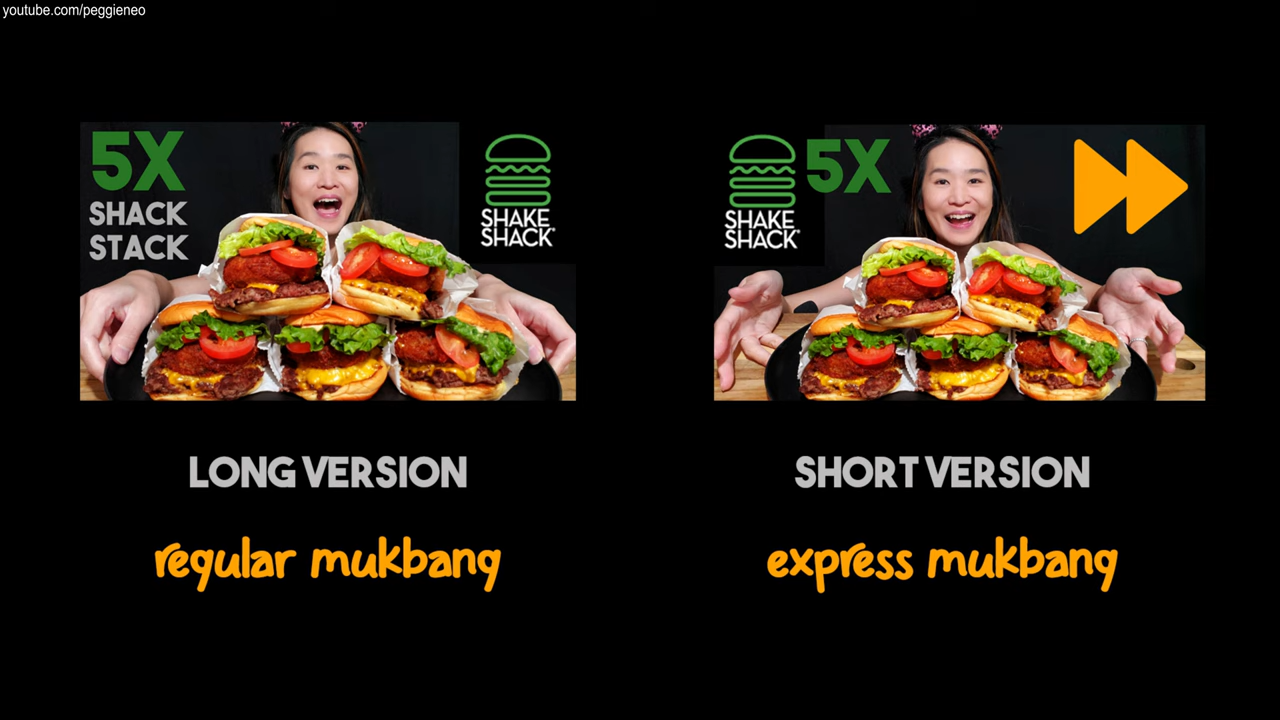 youtube.com/peggieneo
5X
SHACK
STACK
SHAKE
SHACK
SHAKE
SHACK
5X
LONG VERSION
SHORT VERSION
regular mukbang
express mukbang